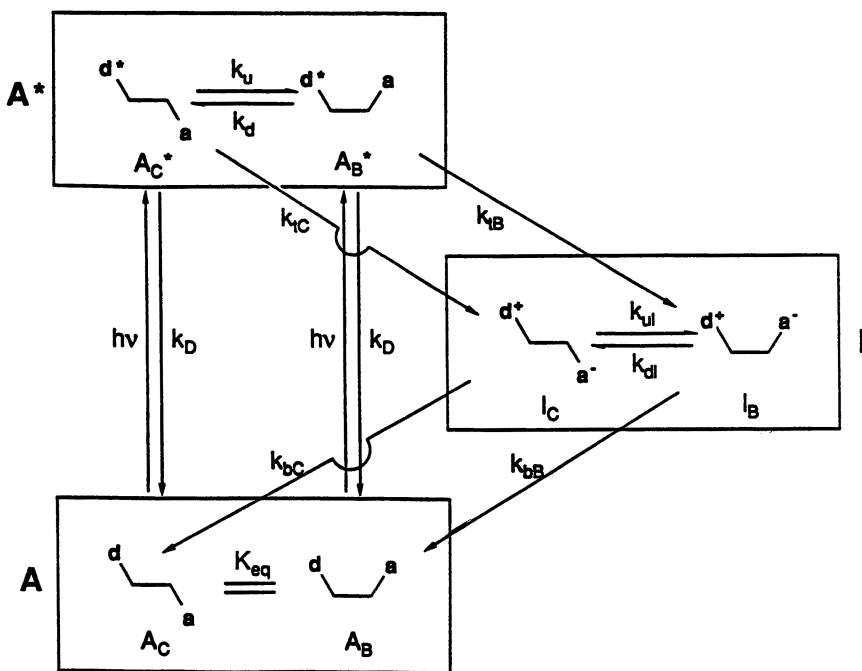 d* k_u d* a
A*
a k_d
A_C* A_B*
k_tC k_tB
d+ k_uI d+ a-
hν k_D hν k_D
a- k_dI
I_C I_B
k_bC k_bB
d K_eq d a
A
a
A_C A_B